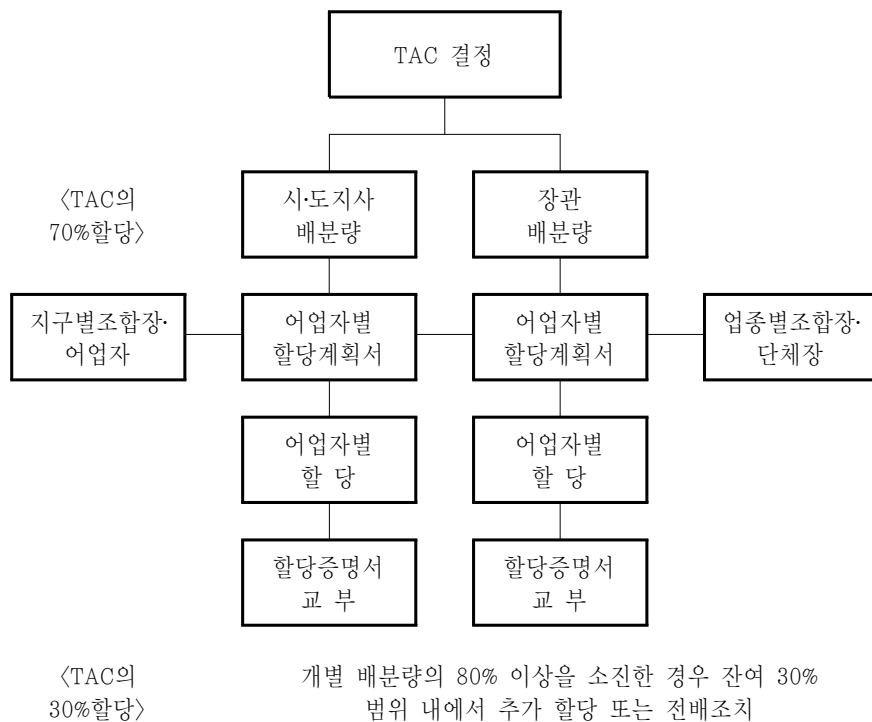 TAC 결정
〈TAC의
70%할당〉
시·도지사
배분량
장관
배분량
지구별조합장·
어업자
어업자별
할당계획서
어업자별
할당계획서
업종별조합장·
단체장
어업자별
할 당
어업자별
할 당
할당증명서
교 부
할당증명서
교 부
〈TAC의
30%할당〉
개별 배분량의 80% 이상을 소진한 경우 잔여 30%
범위 내에서 추가 할당 또는 전배조치